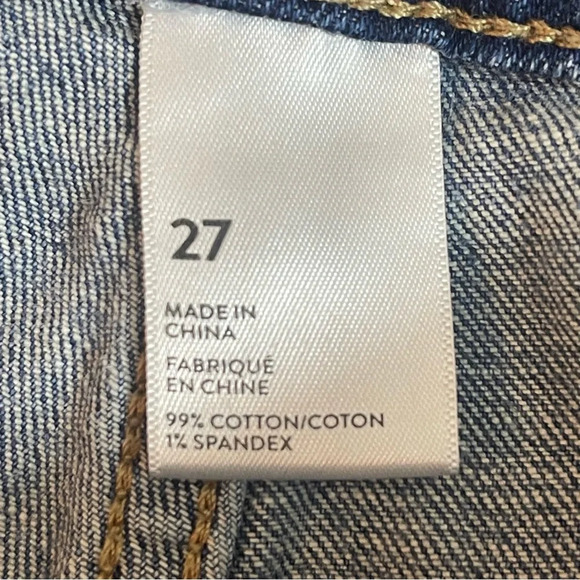 27
MADE IN
CHINA
FABRIQUÉ
EN CHINE
99% COTTON/COTON
1% SPANDEX